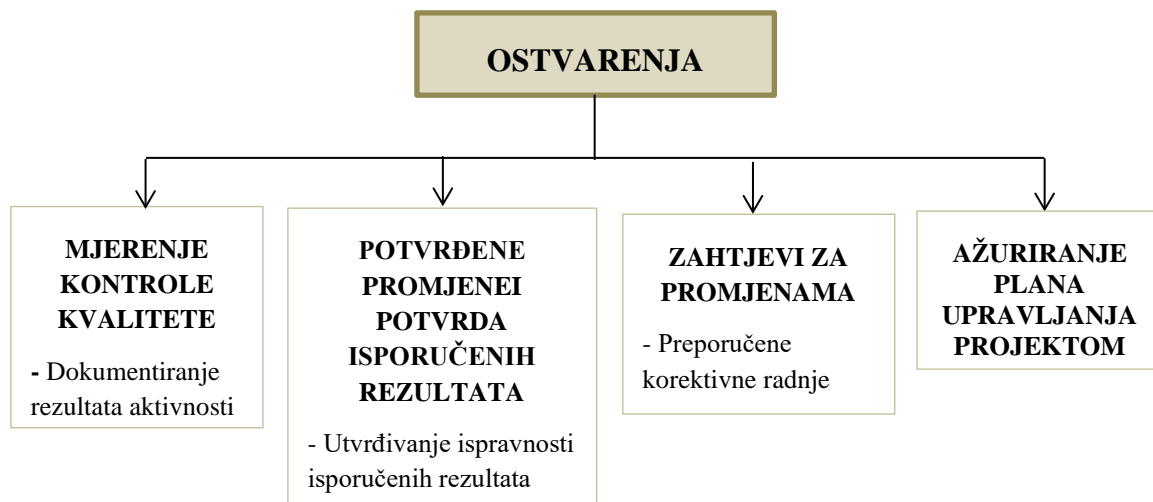 OSTVARENJA
MJERENJE
KONTROLE
KVALITETE
- Dokumentiranje
rezultata aktivnosti
POTVRĐENE
PROMJENEI
POTVRDA
ISPORUČENIH
REZULTATA
- Utvrđivanje ispravnosti
isporučenih rezultata
ZAHTJEVI ZA
PROMJENAMA
- Preporučene
korektivne radnje
AŽURIRANJE
PLANA
UPRAVLJANJA
PROJEKTOM